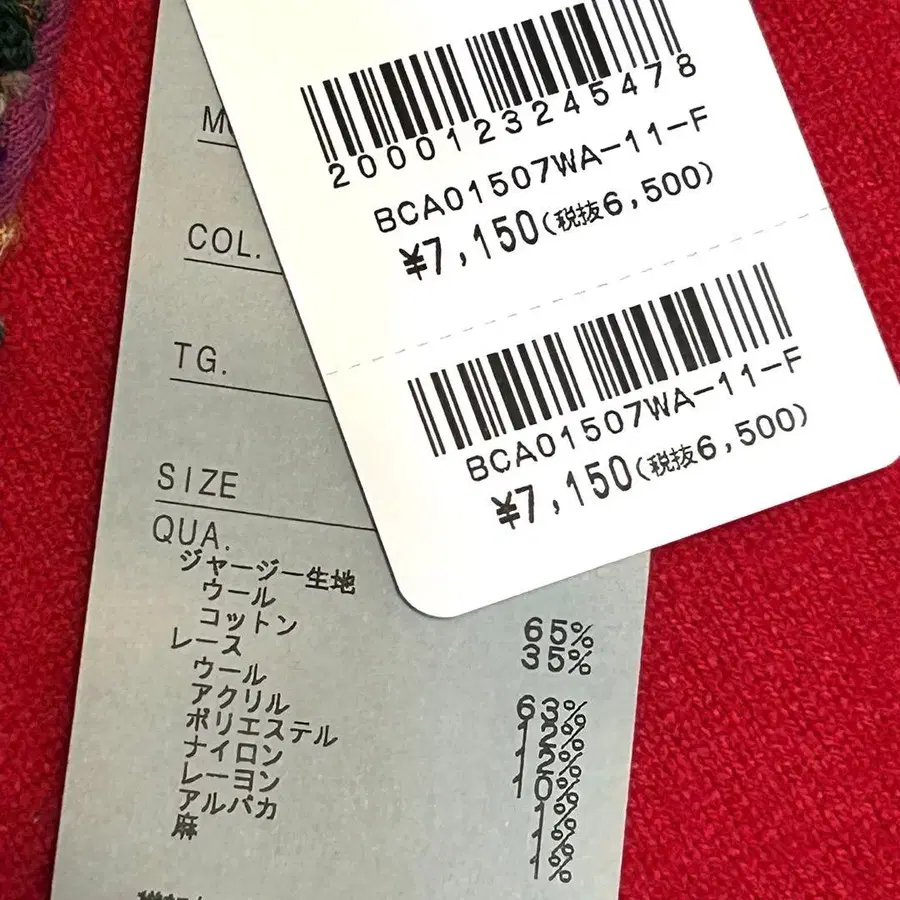 2000123245478
BCA01507WA-11-F
¥7,150(税抜6,500)
BCA01507WA-11-F
¥7,150(税抜6,500)
COL.
TG.
SIZE
QUA.
ジャージー生地
ウール 65%
コットン 35%
レース
ウール 63%
アクリル 12%
ポリエステル 12%
ナイロン 10%
レーヨン 1%
アルパカ 1%
麻 1%